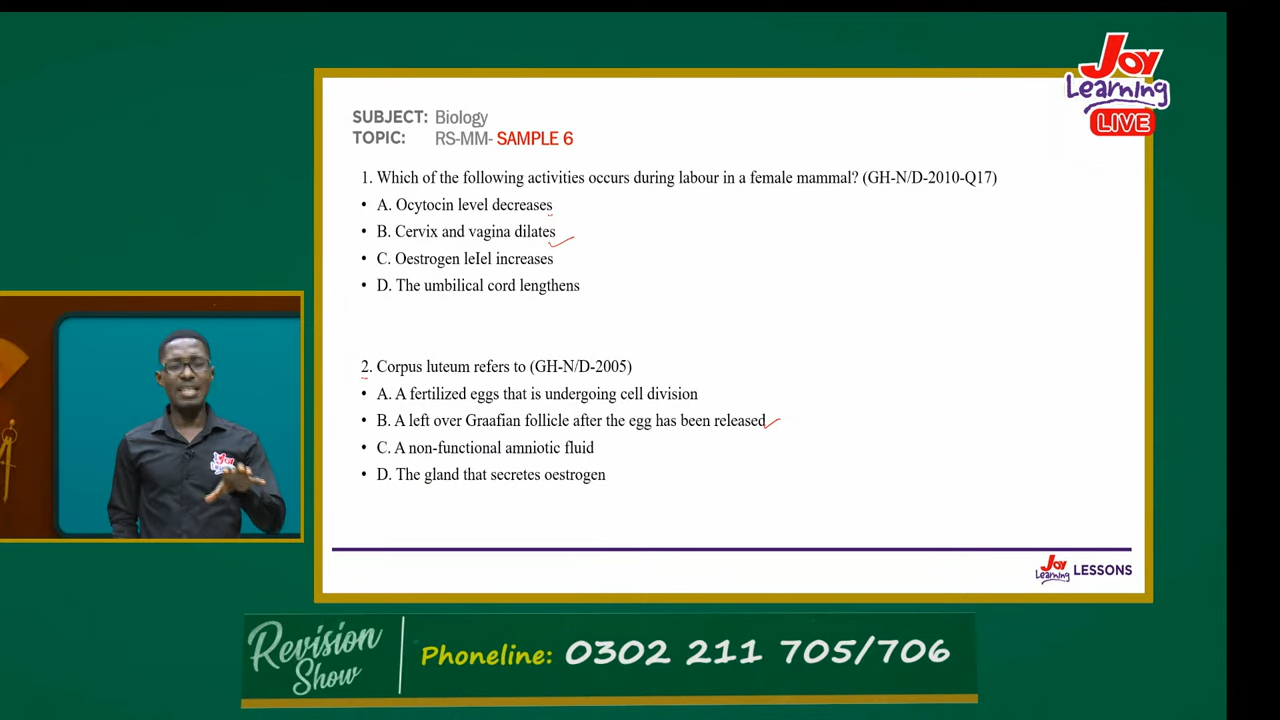 JOY
Learning
LIVE
SUBJECT: Biology
TOPIC: RS-MM- SAMPLE 6
1. Which of the following activities occurs during labour in a female mammal? (GH-N/D-2010-Q17)
• A. Ocytocin level decreases
• B. Cervix and vagina dilates
• C. Oestrogen leIel increases
• D. The umbilical cord lengthens
2. Corpus luteum refers to (GH-N/D-2005)
• A. A fertilized eggs that is undergoing cell division
• B. A left over Graafian follicle after the egg has been released
• C. A non-functional amniotic fluid
• D. The gland that secretes oestrogen
Joy Learning LESSONS
Revision Show
Phoneline: 0302 211 705/706